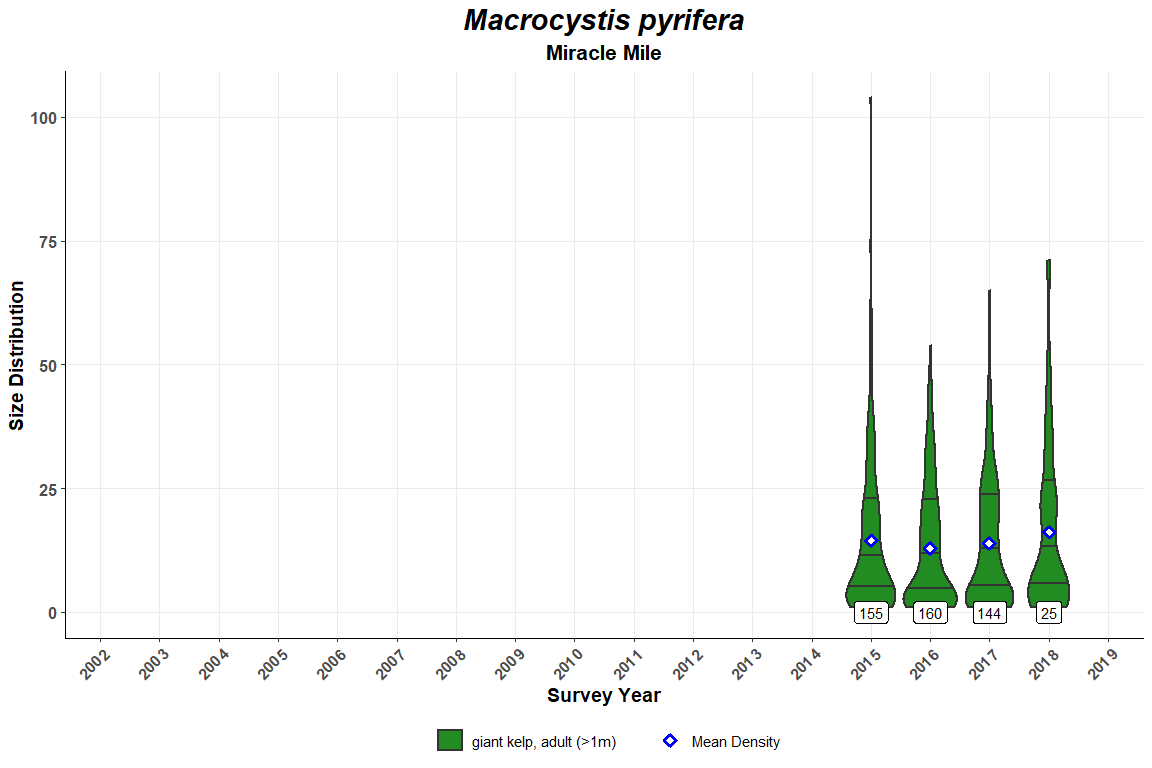 Macrocystis pyrifera
Miracle Mile
100
75
50
25
0
Size Distribution
155 160 144 25
2002 2003 2004 2005 2006 2007 2008 2009 2010 2011 2012 2013 2014 2015 2016 2017 2018 2019
Survey Year
giant kelp, adult (>1m) Mean Density